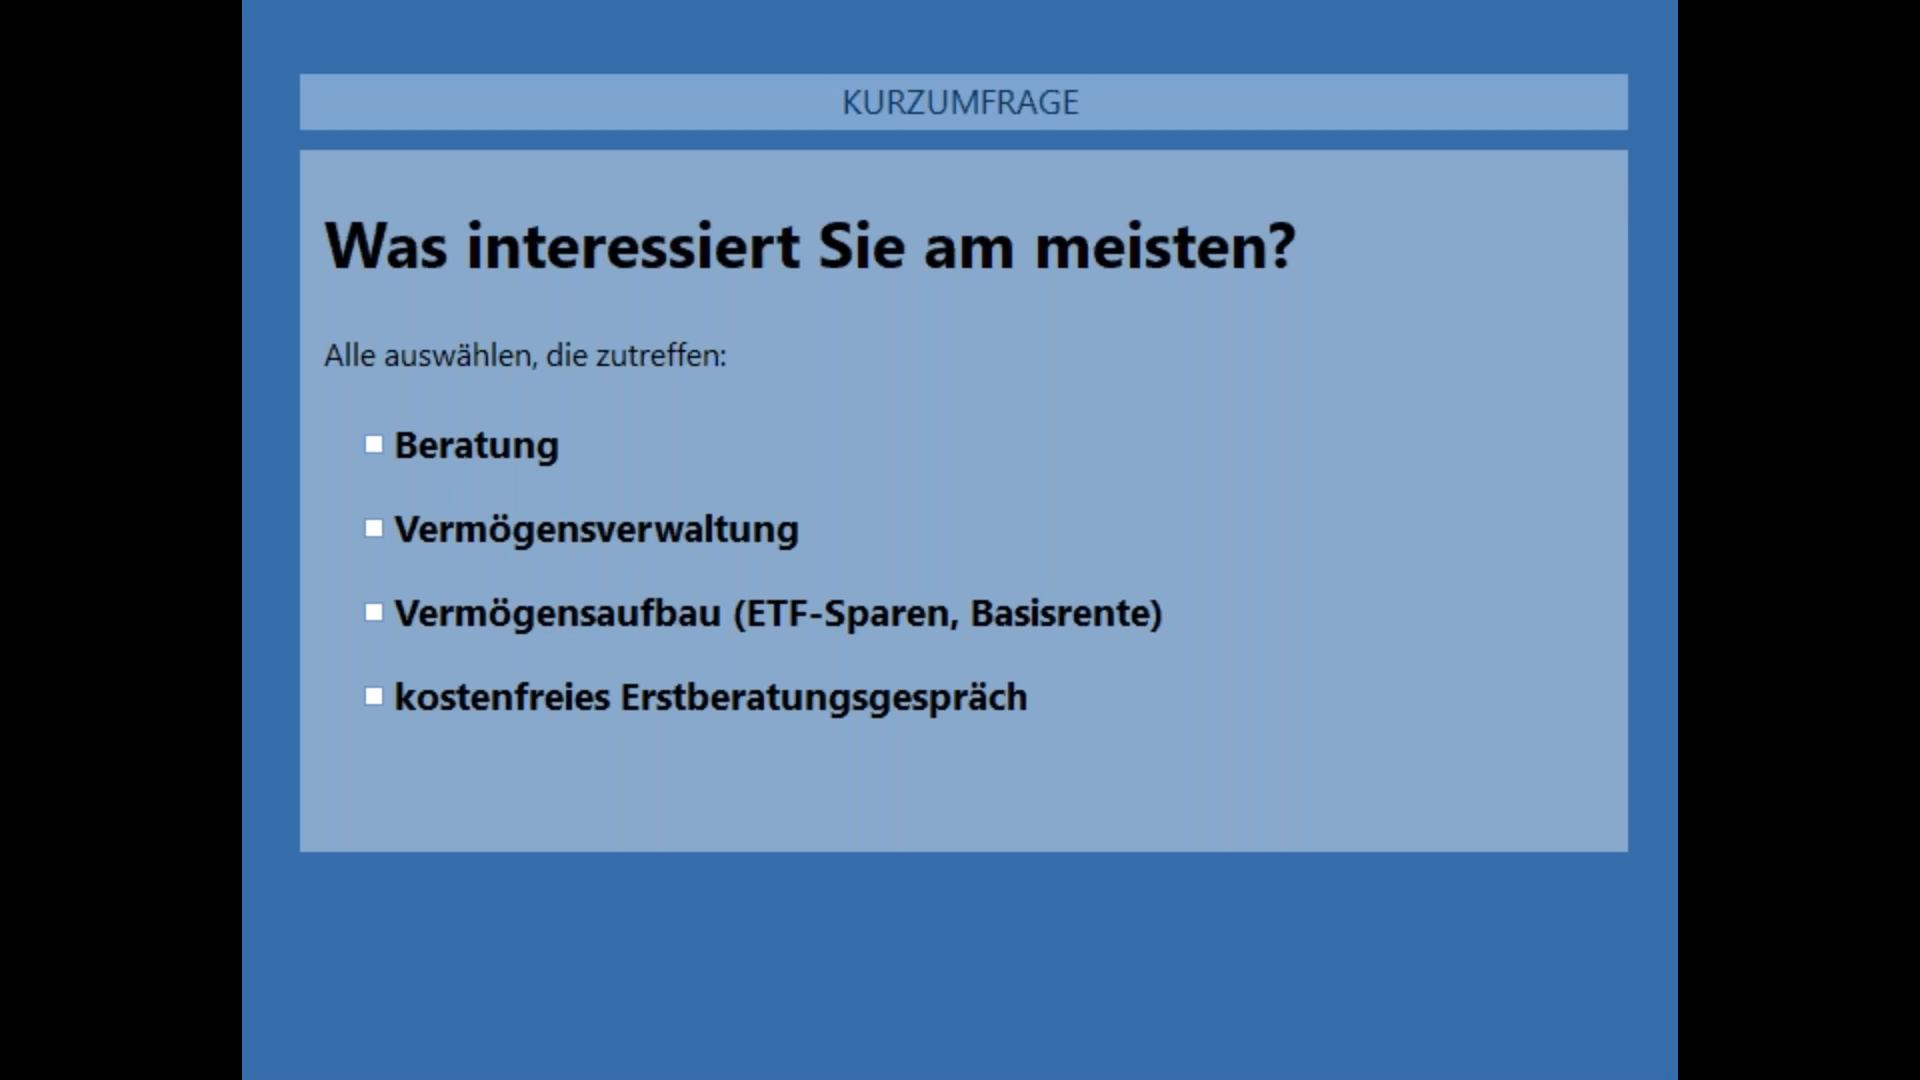 KURZUMFRAGE
Was interessiert Sie am meisten?
Alle auswählen, die zutreffen:
Beratung
Vermögensverwaltung
Vermögensaufbau (ETF-Sparen, Basisrente)
kostenfreies Erstberatungsgespräch